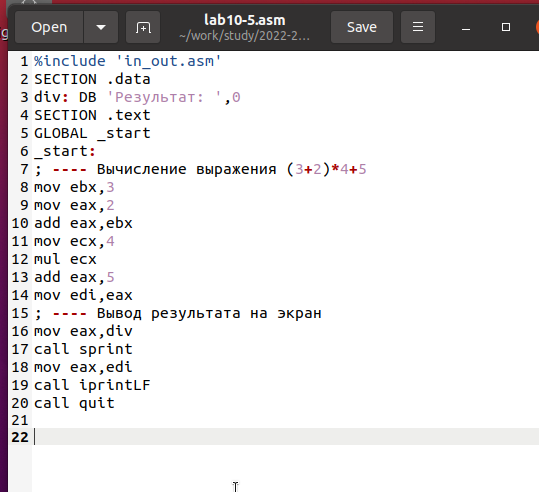 Open
lab10-5.asm
~/work/study/2022-2...
Save
1 %include 'in_out.asm'
2 SECTION .data
3 div: DB 'Результат: ',0
4 SECTION .text
5 GLOBAL _start
6 _start:
7 ; ---- Вычисление выражения (3+2)*4+5
8 mov ebx,3
9 mov eax,2
10 add eax,ebx
11 mov ecx,4
12 mul ecx
13 add eax,5
14 mov edi,eax
15 ; ---- Вывод результата на экран
16 mov eax,div
17 call sprint
18 mov eax,edi
19 call iprintLF
20 call quit
21
22